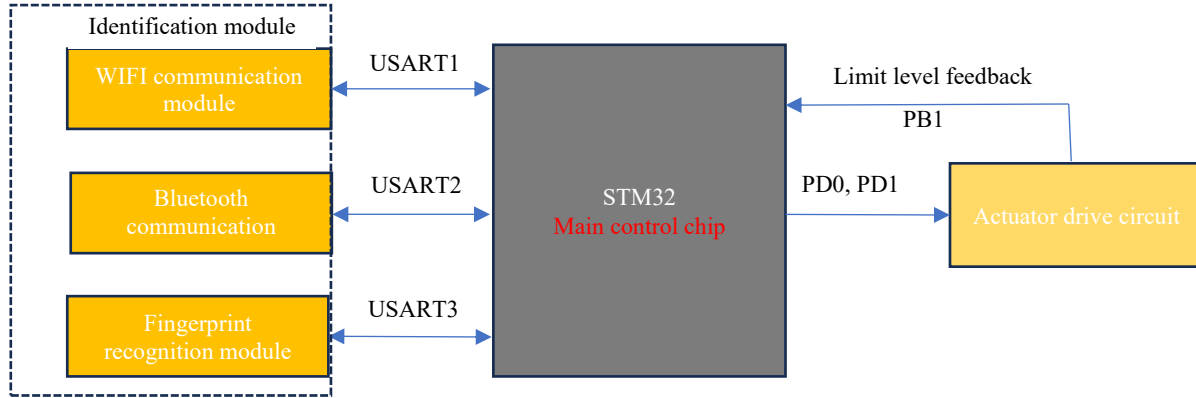 Identification module
WIFI communication
module
USART1
Bluetooth
communication
USART2
Fingerprint
recognition module
USART3
STM32
Main control chip
Limit level feedback
PB1
PD0, PD1
Actuator drive circuit